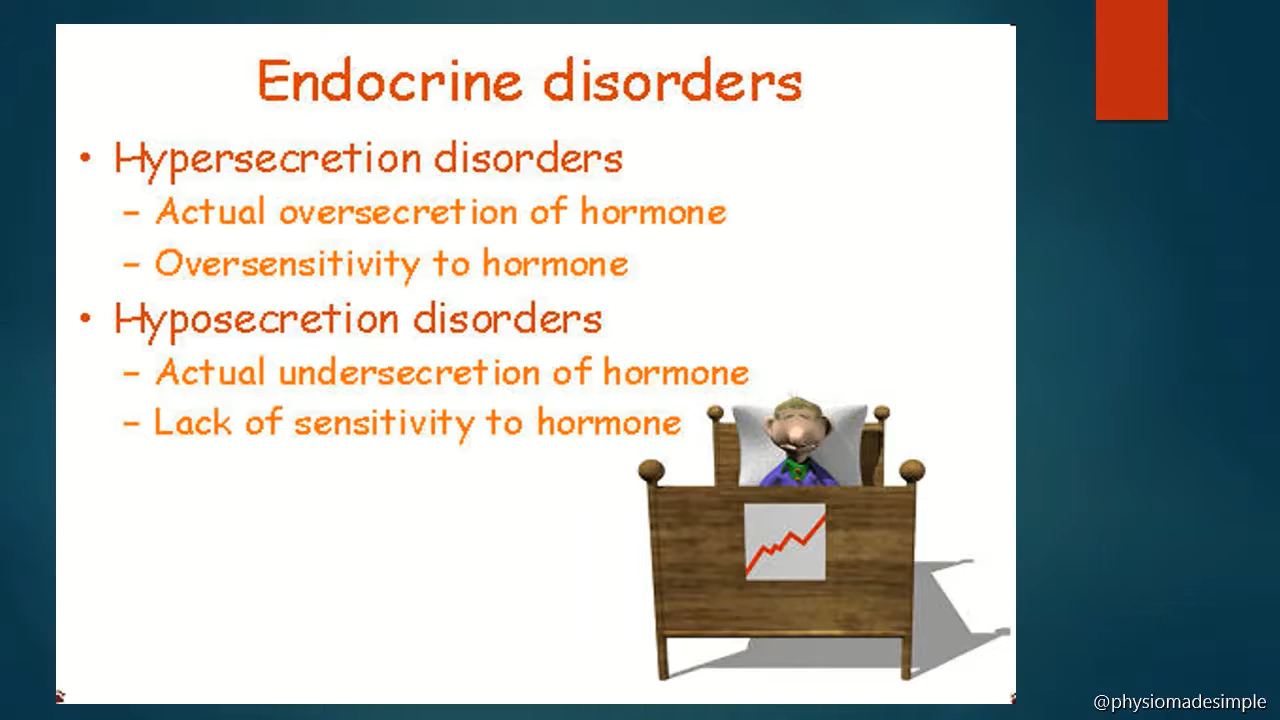 Endocrine disorders
• Hypersecretion disorders
– Actual oversecretion of hormone
– Oversensitivity to hormone
• Hyposecretion disorders
– Actual undersecretion of hormone
– Lack of sensitivity to hormone
@physiomadesimple